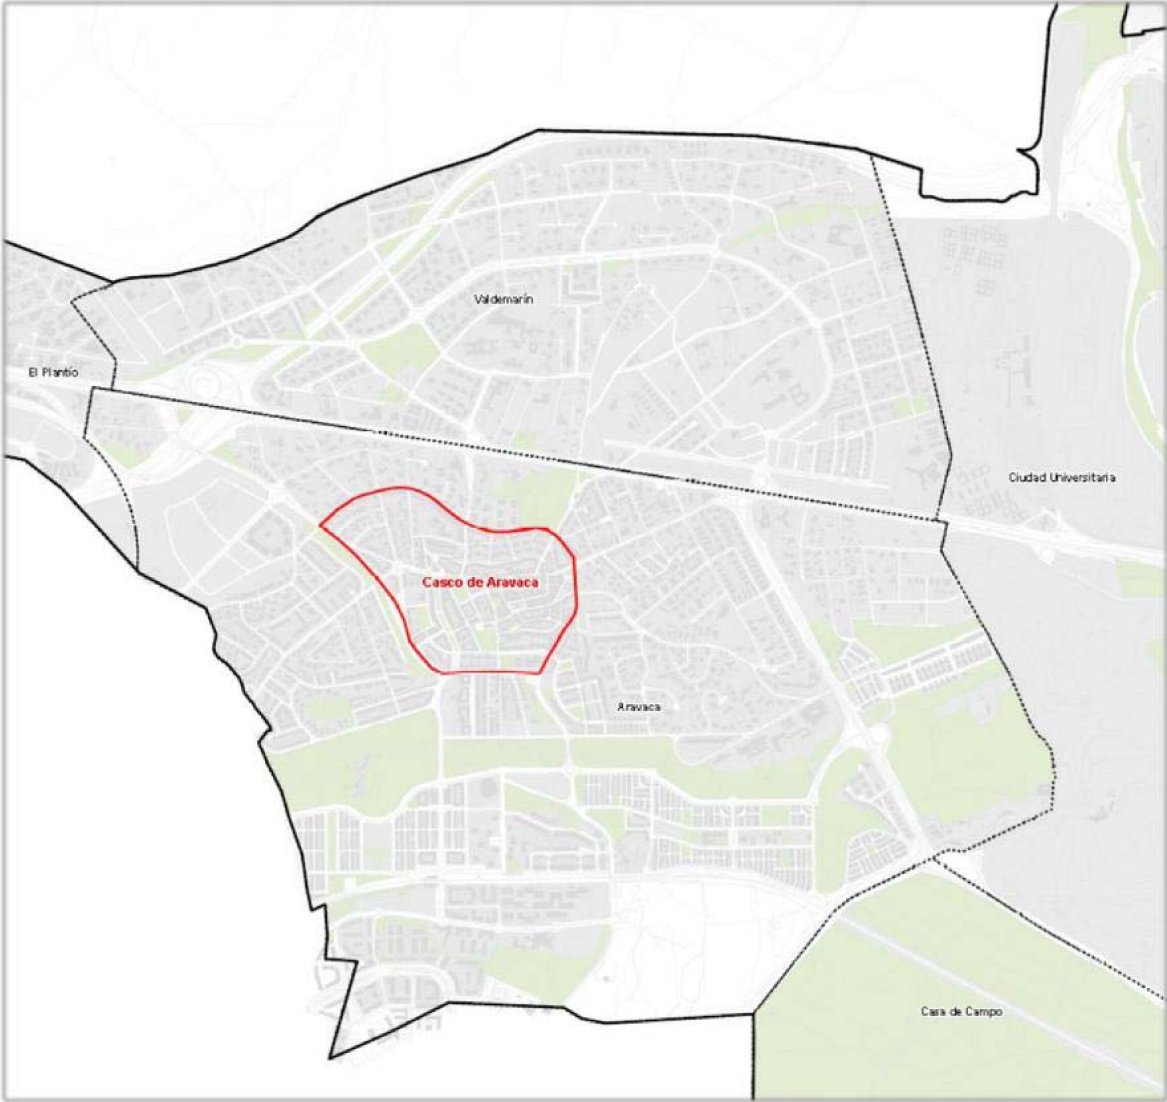 Valdemarín
El Plantío
Ciudad Universitaria
Casco de Aravaca
Aravaca
Casa de Campo